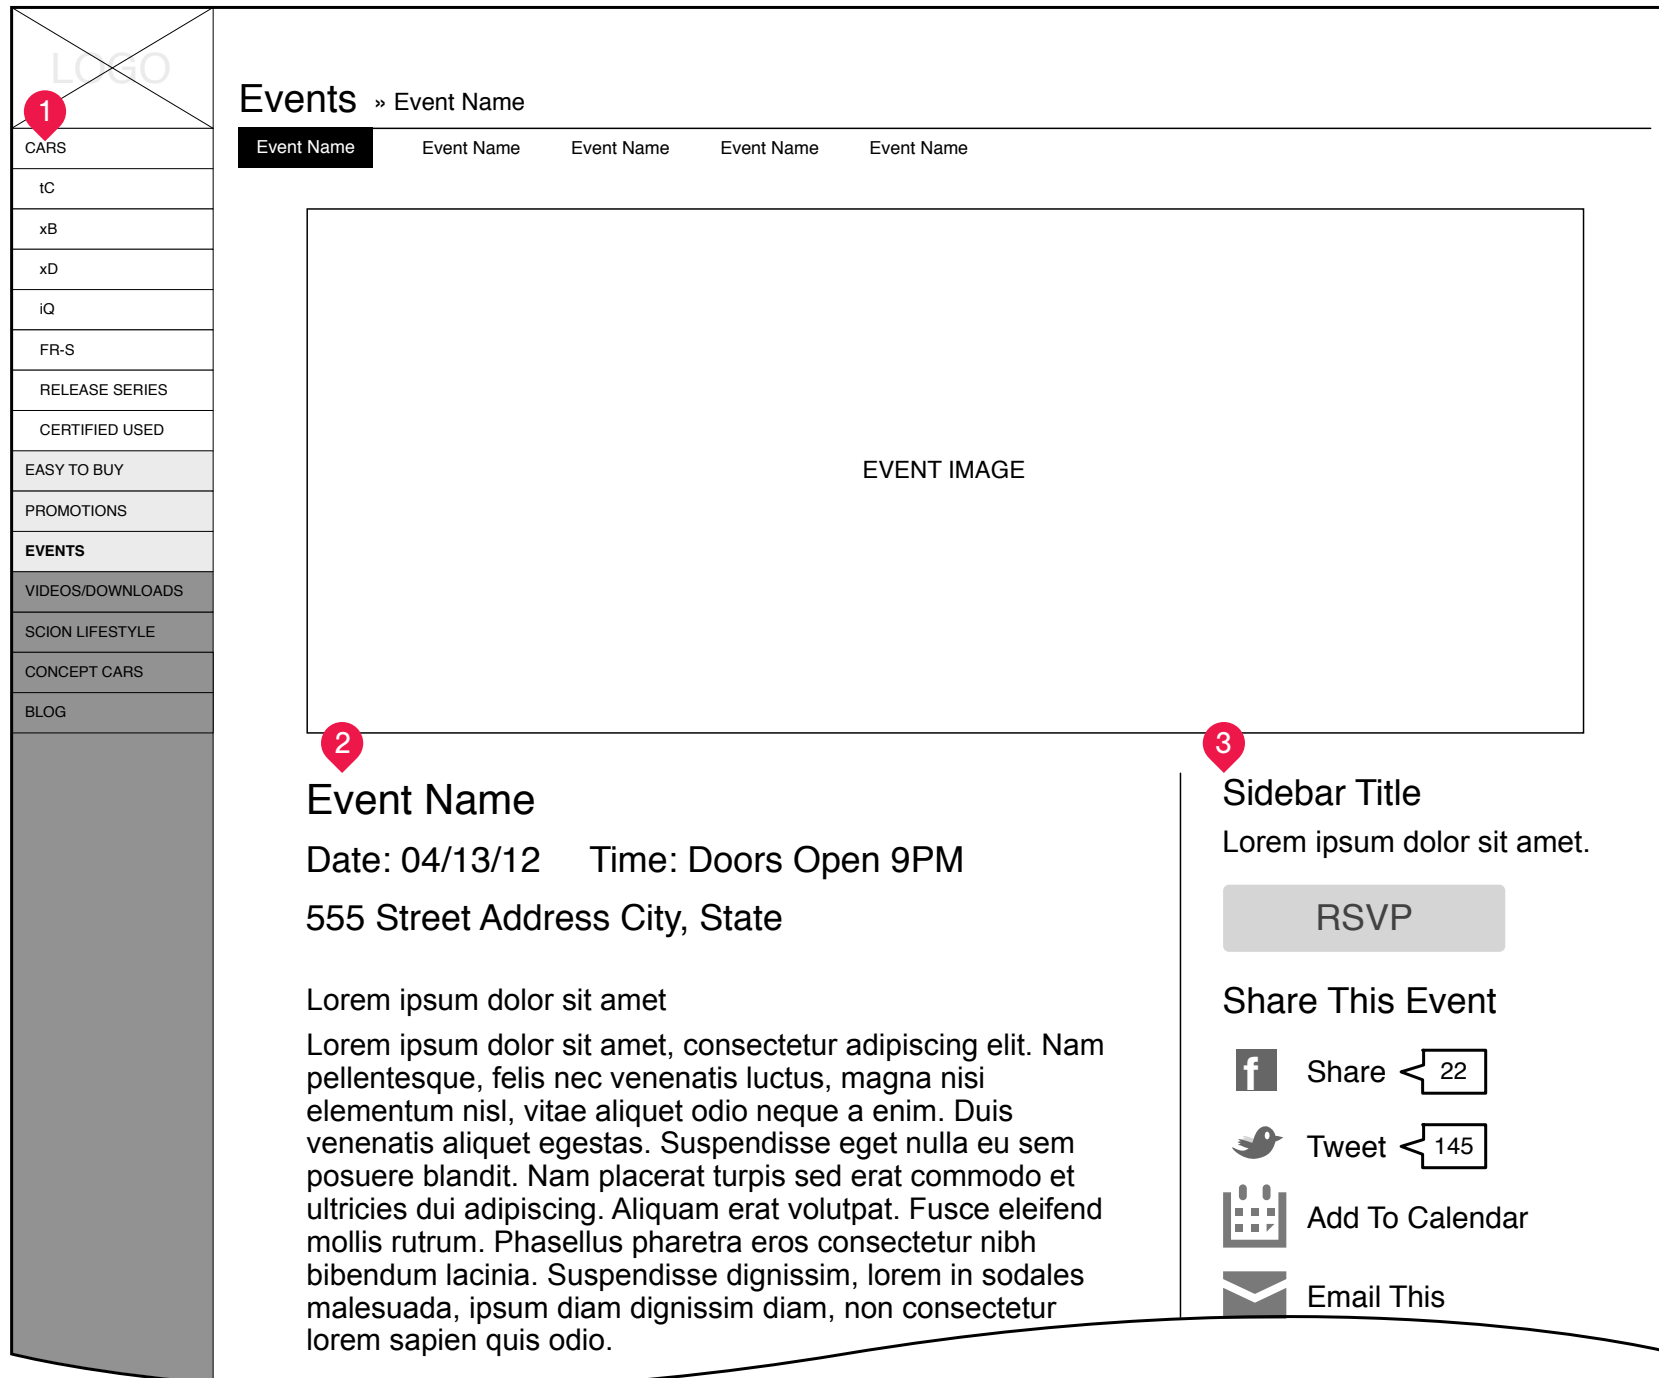 LOGO
1
CARS
tC
xB
xD
iQ
FR-S
RELEASE SERIES
CERTIFIED USED
EASY TO BUY
PROMOTIONS
EVENTS
VIDEOS/DOWNLOADS
SCION LIFESTYLE
CONCEPT CARS
BLOG
Events » Event Name
Event Name Event Name Event Name Event Name Event Name
EVENT IMAGE
2
Event Name
Date: 04/13/12 Time: Doors Open 9PM
555 Street Address City, State
Lorem ipsum dolor sit amet
Lorem ipsum dolor sit amet, consectetur adipiscing elit. Nam
pellentesque, felis nec venenatis luctus, magna nisi
elementum nisl, vitae aliquet odio neque a enim. Duis
venenatis aliquet egestas. Suspendisse eget nulla eu sem
posuere blandit. Nam placerat turpis sed erat commodo et
ultricies dui adipiscing. Aliquam erat volutpat. Fusce eleifend
mollis rutrum. Phasellus pharetra eros consectetur nibh
bibendum lacinia. Suspendisse dignissim, lorem in sodales
malesuada, ipsum diam dignissim diam, non consectetur
lorem sapien quis odio.
3
Sidebar Title
Lorem ipsum dolor sit amet.
RSVP
Share This Event
f Share 22
Tweet 145
Add To Calendar
Email This